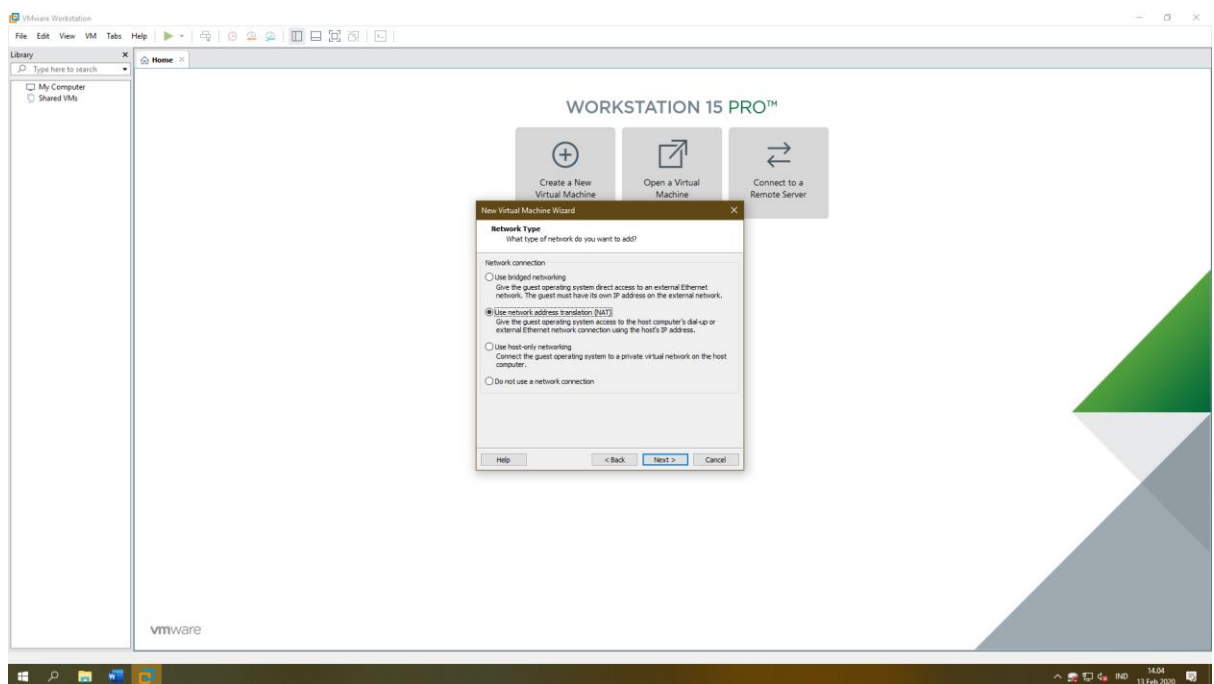 VMware Workstation
File Edit View VM Tabs Help
Library
Home
Type here to search
My Computer
Shared VMs
WORKSTATION 15 PRO™
Create a New
Virtual Machine
Open a Virtual
Machine
Connect to a
Remote Server
New Virtual Machine Wizard
Network Type
What type of network do you want to add?
Network connection
Use bridged networking
Give the guest operating system direct access to an external Ethernet
network. The guest must have its own IP address on the external network.
Use network address translation (NAT)
Give the guest operating system access to the host computer's dial-up or
external Ethernet network connection using the host's IP address.
Use host-only networking
Connect the guest operating system to a private virtual network on the host
computer.
Do not use a network connection
Help
< Back
Next >
Cancel
vmware
IND
14.04
13 Feb 2020